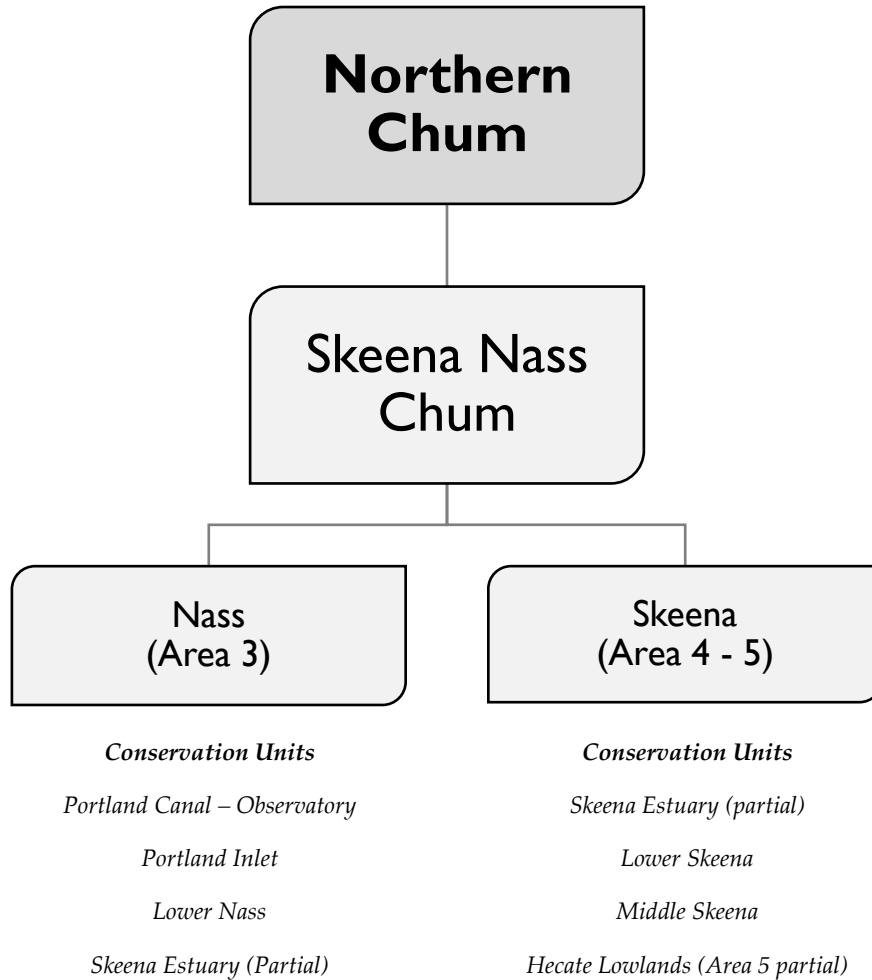 Northern
Chum
Skeena Nass
Chum
Nass
(Area 3)
Skeena
(Area 4 - 5)
Conservation Units
Portland Canal – Observatory
Portland Inlet
Lower Nass
Skeena Estuary (Partial)
Conservation Units
Skeena Estuary (partial)
Lower Skeena
Middle Skeena
Hecate Lowlands (Area 5 partial)